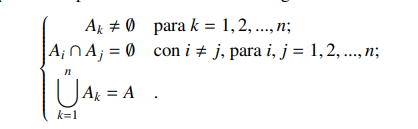 A_k ≠ ∅ para k = 1, 2, ..., n;
A_i ∩ A_j = ∅ con i ≠ j, para i, j = 1, 2, ..., n;
⋃_{k=1}^{n} A_k = A .